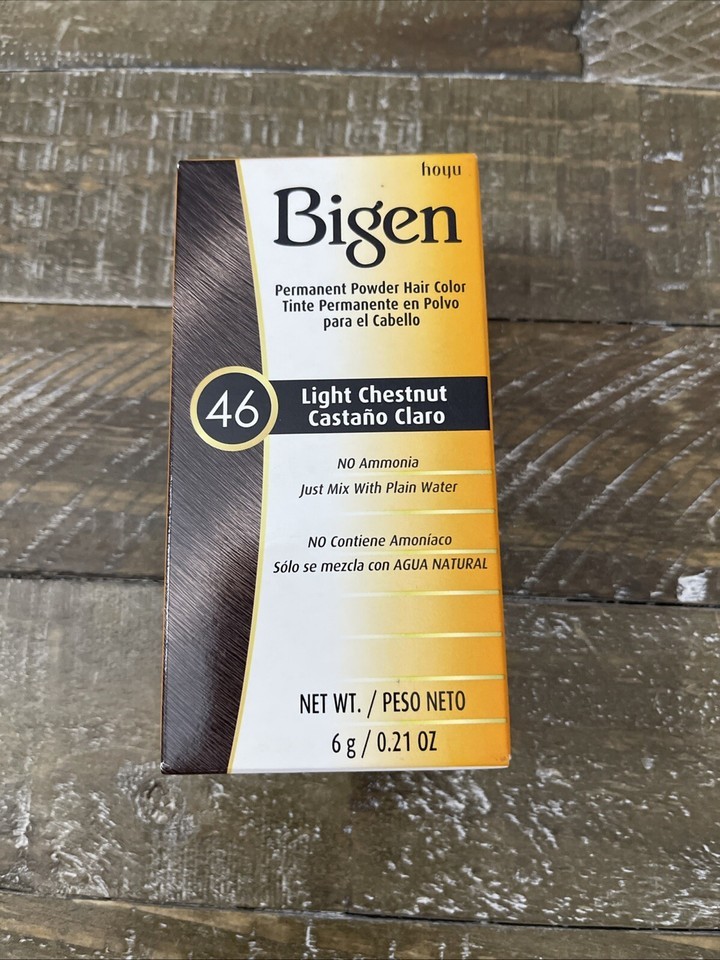 hoyu
Bigen
Permanent Powder Hair Color
Tinte Permanente en Polvo
para el Cabello
46
Light Chestnut
Castaño Claro
NO Ammonia
Just Mix With Plain Water
NO Contiene Amoníaco
Sólo se mezcla con AGUA NATURAL
NET WT. / PESO NETO
6 g / 0.21 OZ